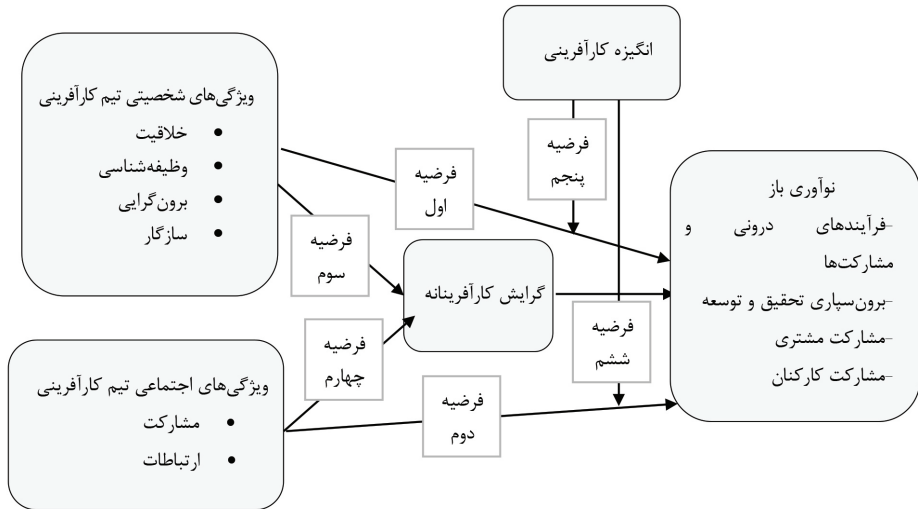 انگیزه کارآفرینی
ویژگی‌های شخصیتی تیم کارآفرینی
• خلاقیت
• وظیفه‌شناسی
• برون‌گرایی
• سازگار
فرضیه
پنجم
فرضیه
اول
فرضیه
سوم
گرایش کارآفرینانه
نوآوری باز
-فرآیندهای درونی و
مشارکت‌ها
-برون‌سپاری تحقیق و توسعه
-مشارکت مشتری
-مشارکت کارکنان
فرضیه
ششم
فرضیه
چهارم
ویژگی‌های اجتماعی تیم کارآفرینی
• مشارکت
• ارتباطات
فرضیه
دوم